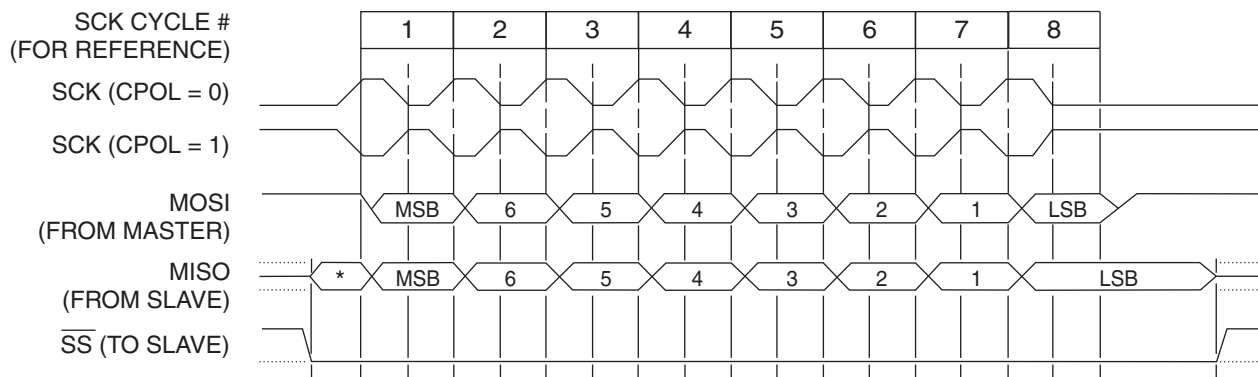 SCK CYCLE # 1 2 3 4 5 6 7 8
(FOR REFERENCE)
SCK (CPOL = 0)
SCK (CPOL = 1)
MOSI MSB 6 5 4 3 2 1 LSB
(FROM MASTER)
MISO * MSB 6 5 4 3 2 1 LSB
(FROM SLAVE)
S̅S̅ (TO SLAVE)